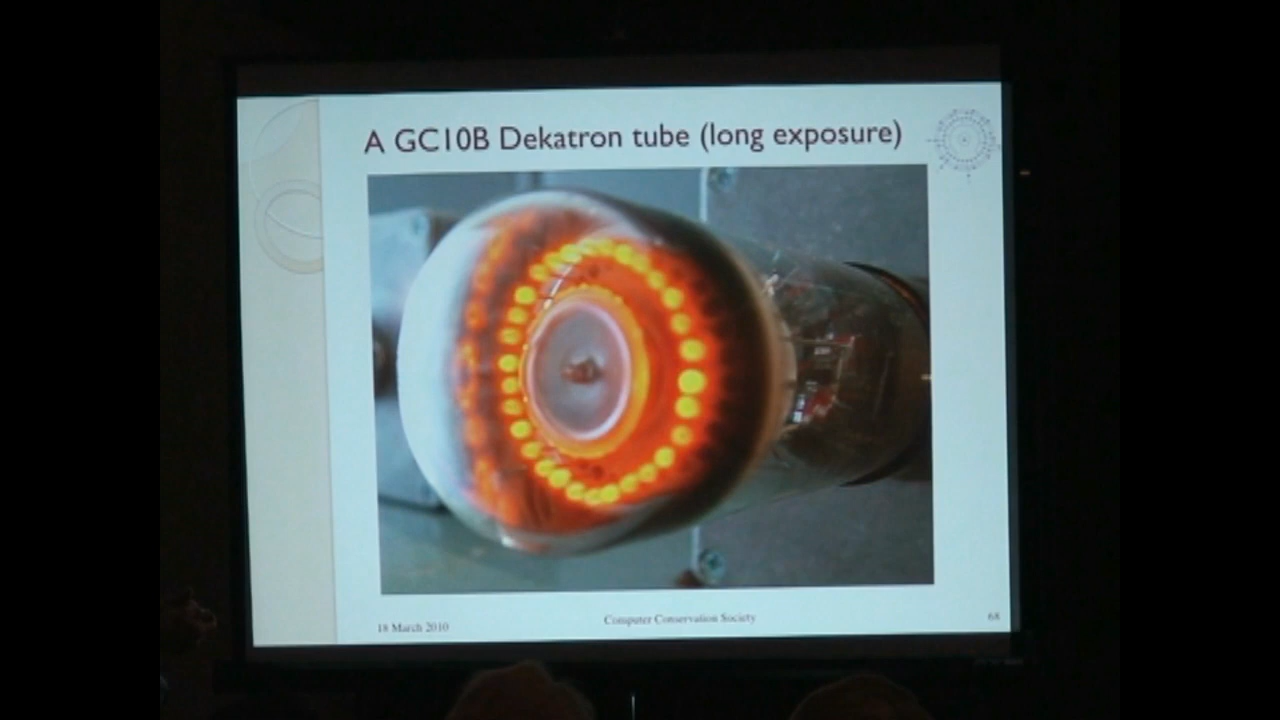 A GC10B Dekatron tube (long exposure)
18 March 2010
Computer Conservation Society
68